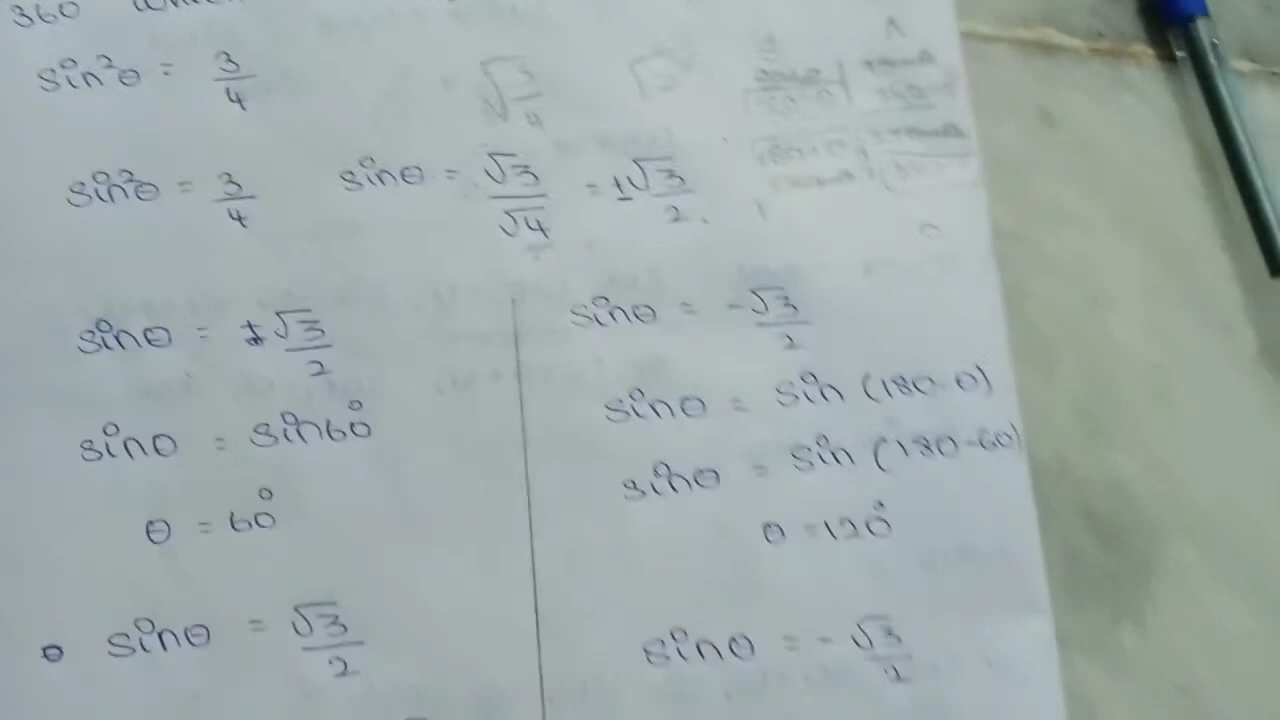 360
sin²θ = 3/4
sin²θ = 3/4 sinθ = √3/√4 = ±√3/2.
sinθ = ±√3/2
sinθ = sin60°
θ = 60°
sinθ = √3/2
sinθ = -√3/2
sinθ = sin (180-θ)
sinθ = sin (180-60)
θ = 120°
sinθ = -√3/2